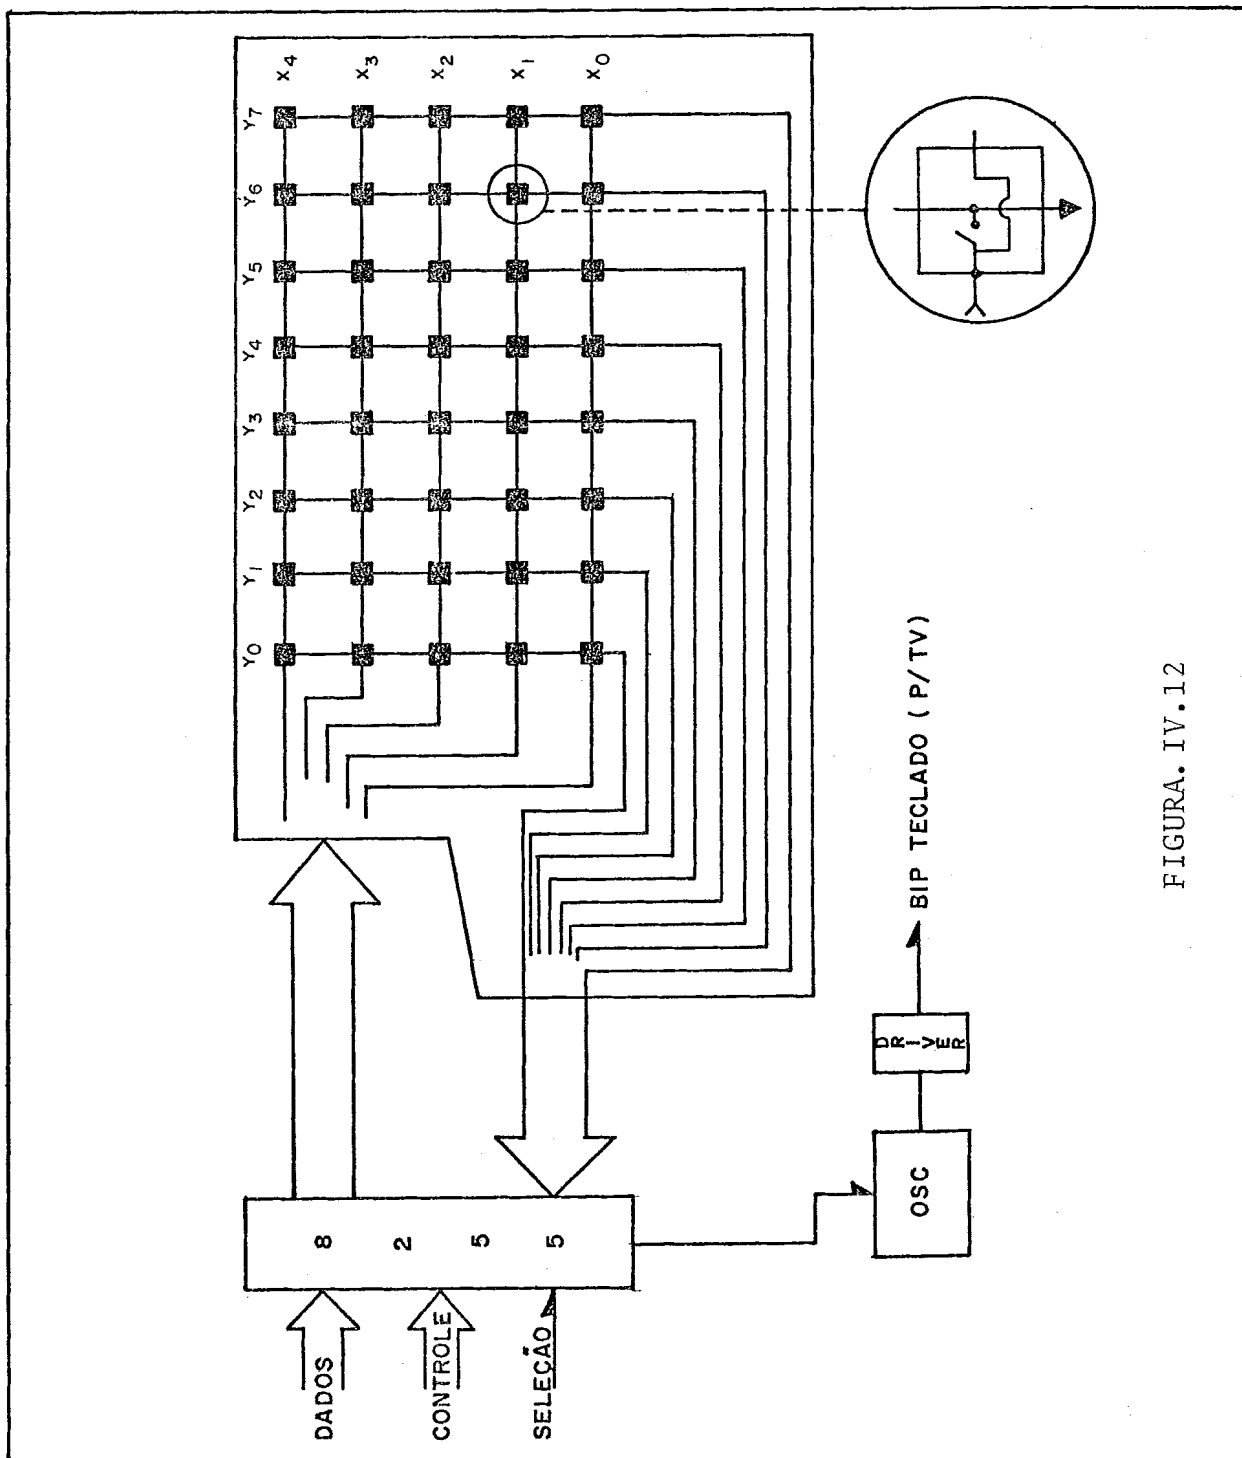 X4
X3
X2
X1
X0
Y7
Y6
Y5
Y4
Y3
Y2
Y1
Y0
8
2
5
5
DADOS
CONTROLE
SELEÇÃO
OSC
DRIVER
BIP TECLADO (P/TV)
FIGURA.IV.12